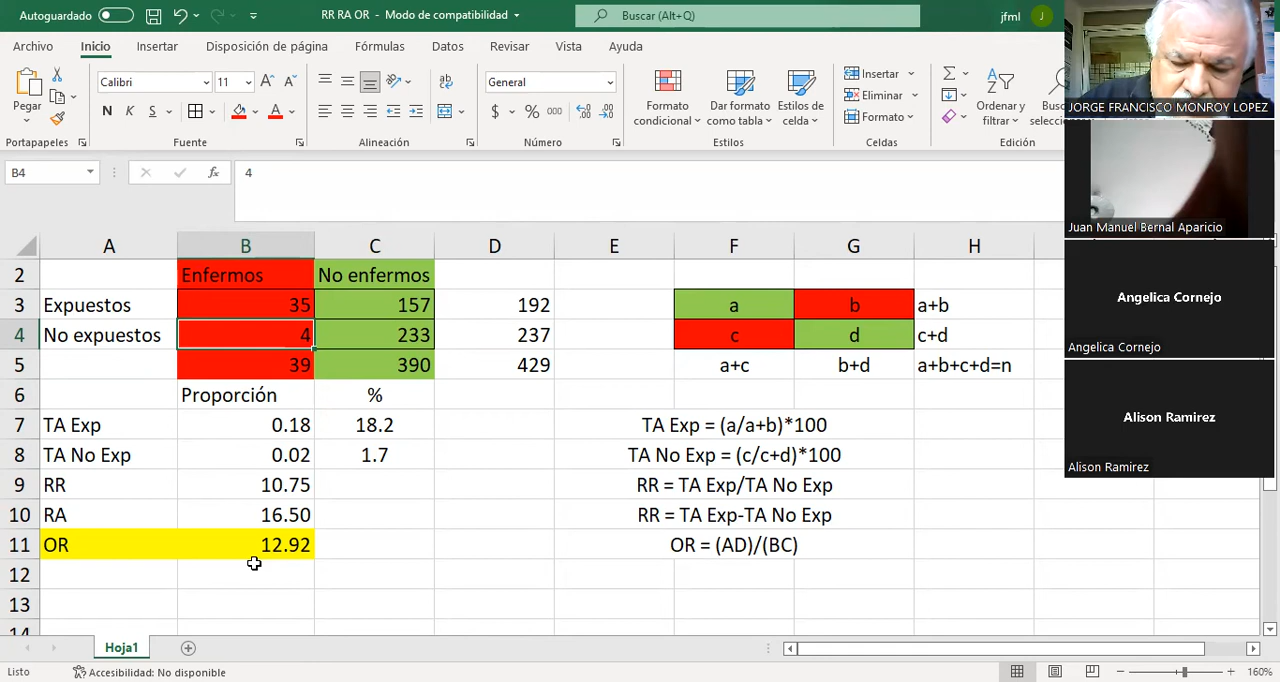 Autoguardado
RR RA OR - Modo de compatibilidad
Buscar (Alt+Q)
jfml
J
Archivo Inicio Insertar Disposición de página Fórmulas Datos Revisar Vista Ayuda
Pegar
Calibri 11
N K S
General
$ % 000
Formato condicional
Dar formato como tabla
Estilos de celda
Insertar
Eliminar
Formato
Ordenar y filtrar
Portapapeles Fuente Alineación Número Estilos Celdas Edición
B4
fx
4
A B C D E F G H
2 Enfermos No enfermos
3 Expuestos 35 157 192 a b a+b
4 No expuestos 4 233 237 c d c+d
5 39 390 429 a+c b+d a+b+c+d=n
6 Proporción %
7 TA Exp 0.18 18.2 TA Exp = (a/a+b)*100
8 TA No Exp 0.02 1.7 TA No Exp = (c/c+d)*100
9 RR 10.75 RR = TA Exp/TA No Exp
10 RA 16.50 RR = TA Exp-TA No Exp
11 OR 12.92 OR = (AD)/(BC)
12
13
14
Hoja1
Listo
Accesibilidad: No disponible
160%
JORGE FRANCISCO MONROY LOPEZ
Juan Manuel Bernal Aparicio
Angelica Cornejo
Angelica Cornejo
Alison Ramirez
Alison Ramirez